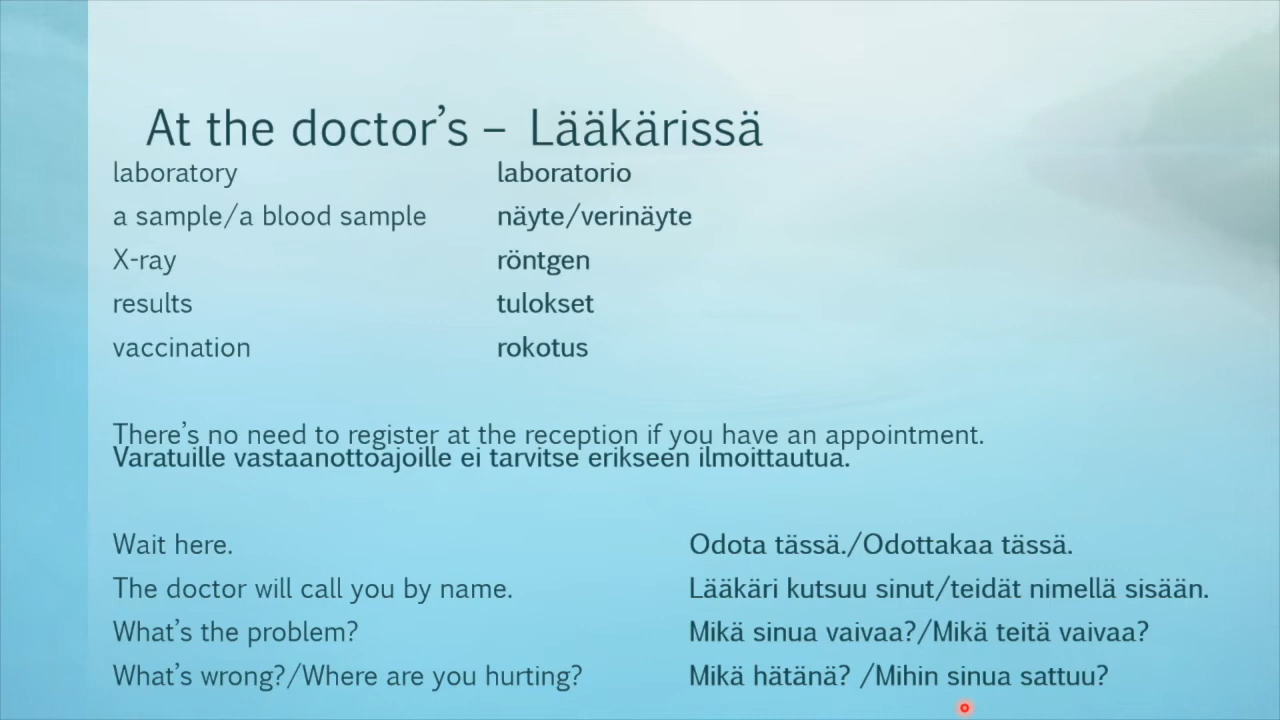 At the doctor’s – Lääkärissä
laboratory laboratorio
a sample/a blood sample näyte/verinäyte
X-ray röntgen
results tulokset
vaccination rokotus
There’s no need to register at the reception if you have an appointment.
Varatuille vastaanottoajoille ei tarvitse erikseen ilmoittautua.
Wait here. Odota tässä./Odottakaa tässä.
The doctor will call you by name. Lääkäri kutsuu sinut/teidät nimellä sisään.
What’s the problem? Mikä sinua vaivaa?/Mikä teitä vaivaa?
What’s wrong?/Where are you hurting? Mikä hätänä? /Mihin sinua sattuu?